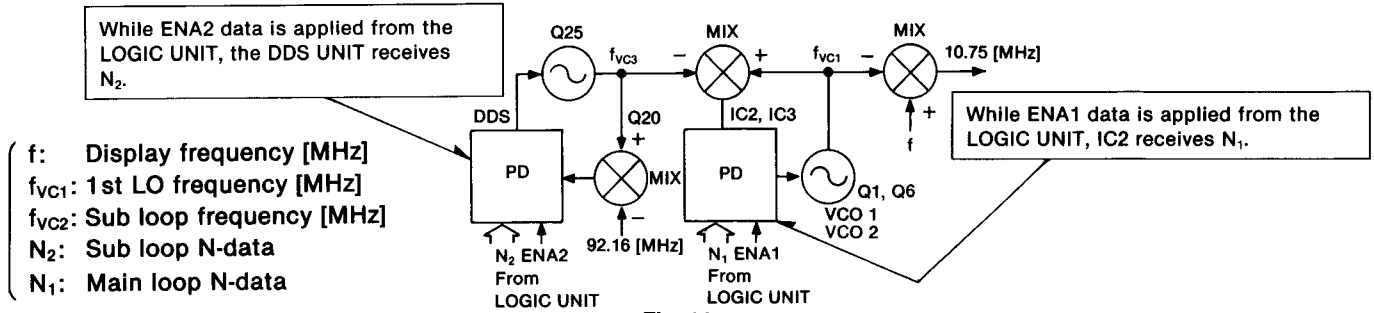 While ENA2 data is applied from the
LOGIC UNIT, the DDS UNIT receives
N₂.
Q25
fVC3
−
MIX
+
fVC1
−
MIX
10.75 [MHz]
+
f
DDS
PD
Q20
+
MIX
−
92.16 [MHz]
N₂ ENA2
From
LOGIC UNIT
IC2, IC3
PD
Q1, Q6
VCO 1
VCO 2
N₁ ENA1
From
LOGIC UNIT
While ENA1 data is applied from the
LOGIC UNIT, IC2 receives N₁.
f: Display frequency [MHz]
fVC1: 1st LO frequency [MHz]
fVC2: Sub loop frequency [MHz]
N₂: Sub loop N-data
N₁: Main loop N-data